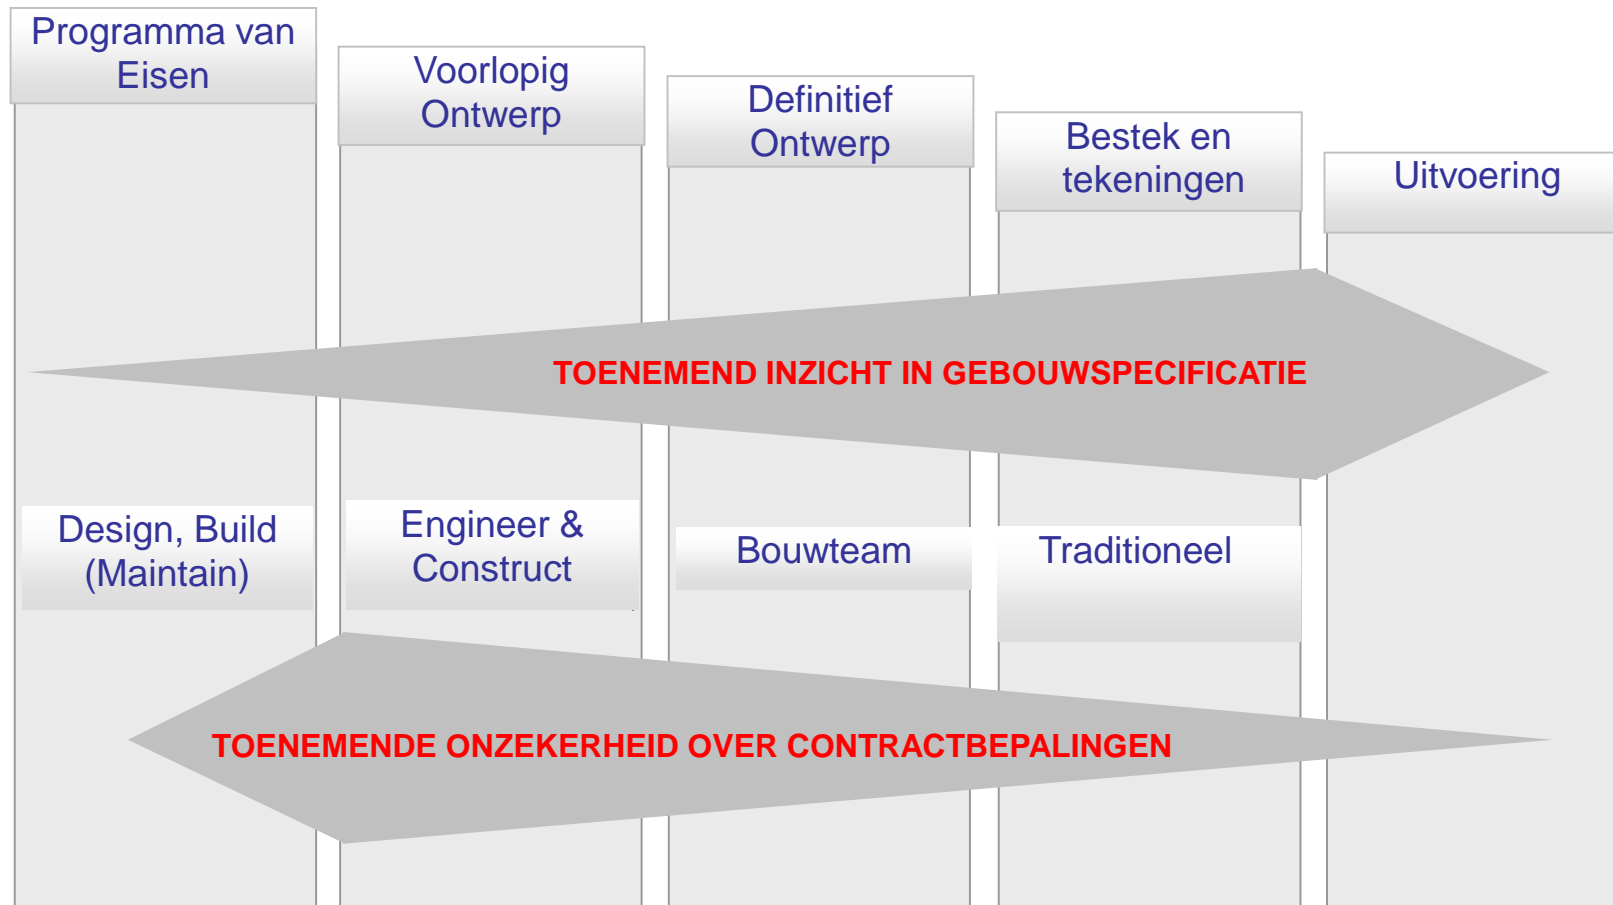 Programma van
Eisen
Voorlopig
Ontwerp
Definitief
Ontwerp
Bestek en
tekeningen
Uitvoering
TOENEMEND INZICHT IN GEBOUWSPECIFICATIE
Design, Build
(Maintain)
Engineer &
Construct
Bouwteam
Traditioneel
TOENEMENDE ONZEKERHEID OVER CONTRACTBEPALINGEN